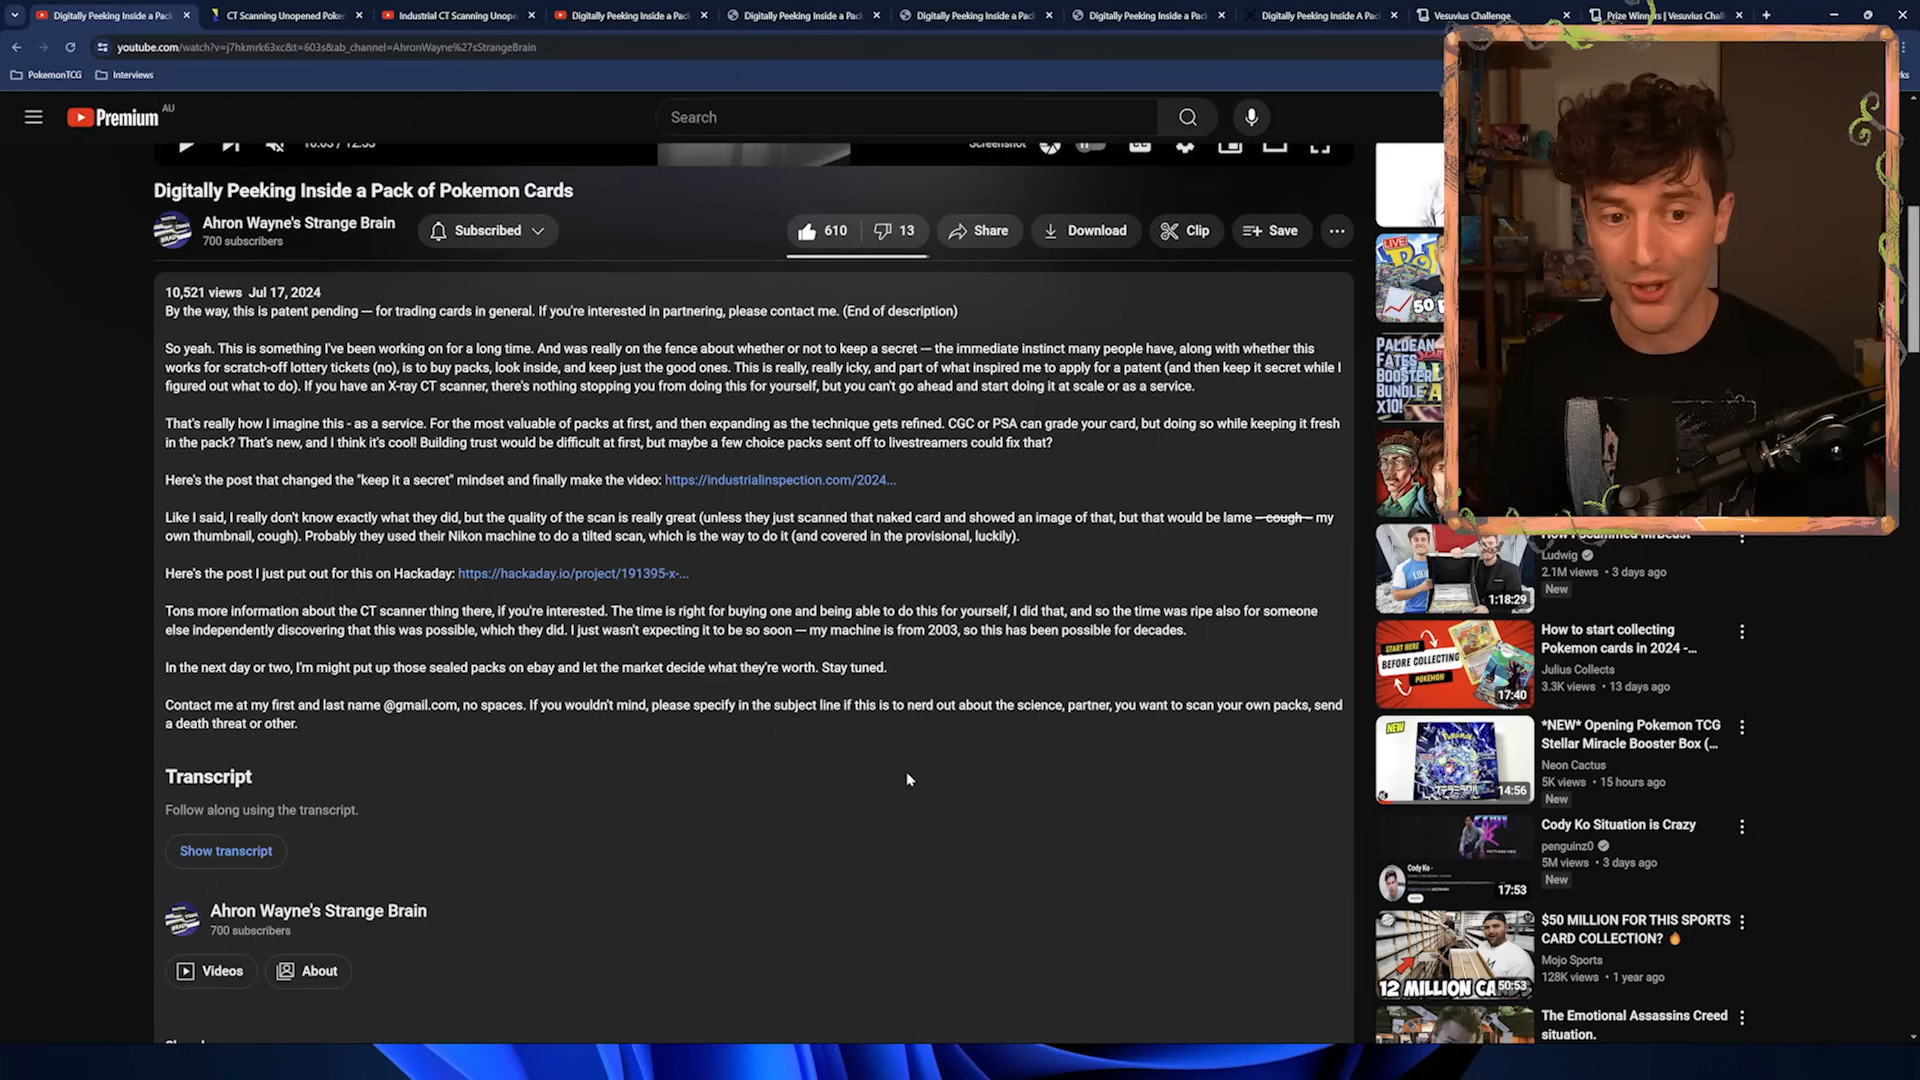 Digitally Peeking Inside a Pac
CT Scanning Unopened Poke
Industrial CT Scanning Unope
Digitally Peeking Inside a Pac
Digitally Peeking Inside a Pac
Digitally Peeking Inside a Pac
Digitally Peeking Inside a Pac
Digitally Peeking Inside A Pac
Vesuvius Challenge
Prize Winners | Vesuvius Chal
youtube.com/watch?v=j7hkmrk63xc&t=603s&ab_channel=AhronWayne%27sStrangeBrain
PokemonTCG
Interviews
Premium
AU
Search
Screenshot
Digitally Peeking Inside a Pack of Pokemon Cards
Ahron Wayne's Strange Brain
700 subscribers
Subscribed
610
13
Share
Download
Clip
Save
10,521 views Jul 17, 2024
By the way, this is patent pending — for trading cards in general. If you're interested in partnering, please contact me. (End of description)
So yeah. This is something I've been working on for a long time. And was really on the fence about whether or not to keep a secret — the immediate instinct many people have, along with whether this
works for scratch-off lottery tickets (no), is to buy packs, look inside, and keep just the good ones. This is really, really icky, and part of what inspired me to apply for a patent (and then keep it secret while I
figured out what to do). If you have an X-ray CT scanner, there's nothing stopping you from doing this for yourself, but you can't go ahead and start doing it at scale or as a service.
That's really how I imagine this - as a service. For the most valuable of packs at first, and then expanding as the technique gets refined. CGC or PSA can grade your card, but doing so while keeping it fresh
in the pack? That's new, and I think it's cool! Building trust would be difficult at first, but maybe a few choice packs sent off to livestreamers could fix that?
Here's the post that changed the "keep it a secret" mindset and finally make the video: https://industrialinspection.com/2024...
Like I said, I really don't know exactly what they did, but the quality of the scan is really great (unless they just scanned that naked card and showed an image of that, but that would be lame — cough — my
own thumbnail, cough). Probably they used their Nikon machine to do a tilted scan, which is the way to do it (and covered in the provisional, luckily).
Here's the post I just put out for this on Hackaday: https://hackaday.io/project/191395-x-...
Tons more information about the CT scanner thing there, if you're interested. The time is right for buying one and being able to do this for yourself, I did that, and so the time was ripe also for someone
else independently discovering that this was possible, which they did. I just wasn't expecting it to be so soon — my machine is from 2003, so this has been possible for decades.
In the next day or two, I'm might put up those sealed packs on ebay and let the market decide what they're worth. Stay tuned.
Contact me at my first and last name @gmail.com, no spaces. If you wouldn't mind, please specify in the subject line if this is to nerd out about the science, partner, you want to scan your own packs, send
a death threat or other.
Transcript
Follow along using the transcript.
Show transcript
Ahron Wayne's Strange Brain
700 subscribers
Videos
About
LIVE!
50
PALDEAN
FATES
BOOSTER
BUNDLE
X10!
Ludwig
2.1M views • 3 days ago
New
1:18:29
How to start collecting
Pokemon cards in 2024 -...
Julius Collects
3.3K views • 13 days ago
START HERE
BEFORE COLLECTING
POKEMON
17:40
*NEW* Opening Pokemon TCG
Stellar Miracle Booster Box (...
Neon Cactus
5K views • 15 hours ago
New
NEW
14:56
Cody Ko Situation is Crazy
penguinz0
5M views • 3 days ago
New
Cody Ko
17:53
$50 MILLION FOR THIS SPORTS
CARD COLLECTION?
Mojo Sports
128K views • 1 year ago
12 MILLION CA
50:53
The Emotional Assassins Creed
situation.